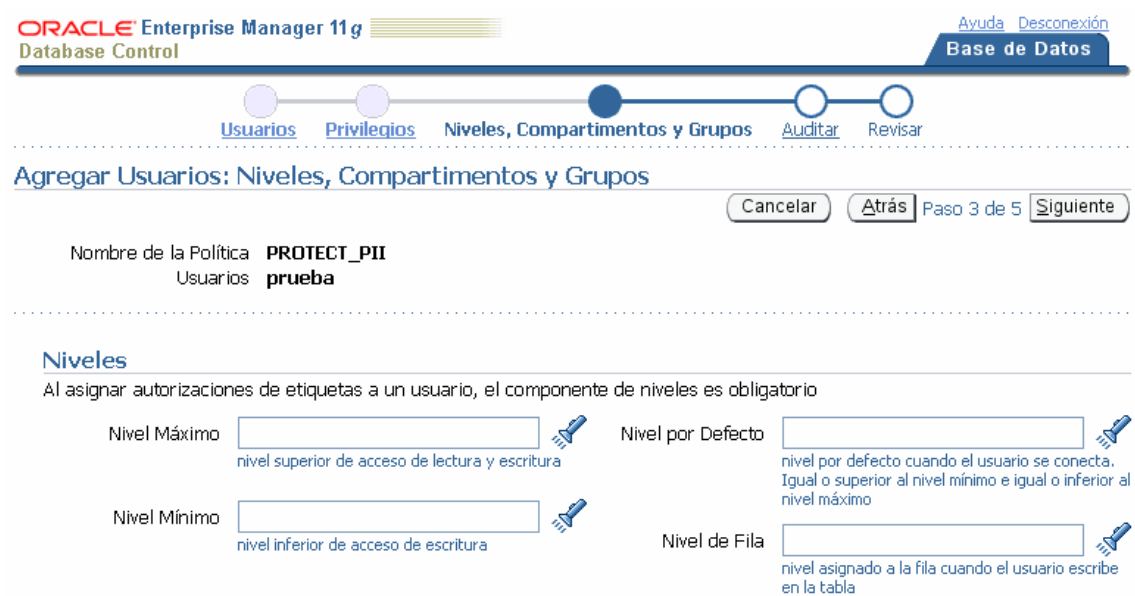 ORACLE Enterprise Manager 11g
Database Control
Ayuda Desconexión
Base de Datos
Usuarios Privilegios Niveles, Compartimentos y Grupos Auditar Revisar
Agregar Usuarios: Niveles, Compartimentos y Grupos
Cancelar Atrás Paso 3 de 5 Siguiente
Nombre de la Política PROTECT_PII
Usuarios prueba
Niveles
Al asignar autorizaciones de etiquetas a un usuario, el componente de niveles es obligatorio
Nivel Máximo
nivel superior de acceso de lectura y escritura
Nivel por Defecto
nivel por defecto cuando el usuario se conecta.
Igual o superior al nivel mínimo e igual o inferior al
nivel máximo
Nivel Mínimo
nivel inferior de acceso de escritura
Nivel de Fila
nivel asignado a la fila cuando el usuario escribe
en la tabla